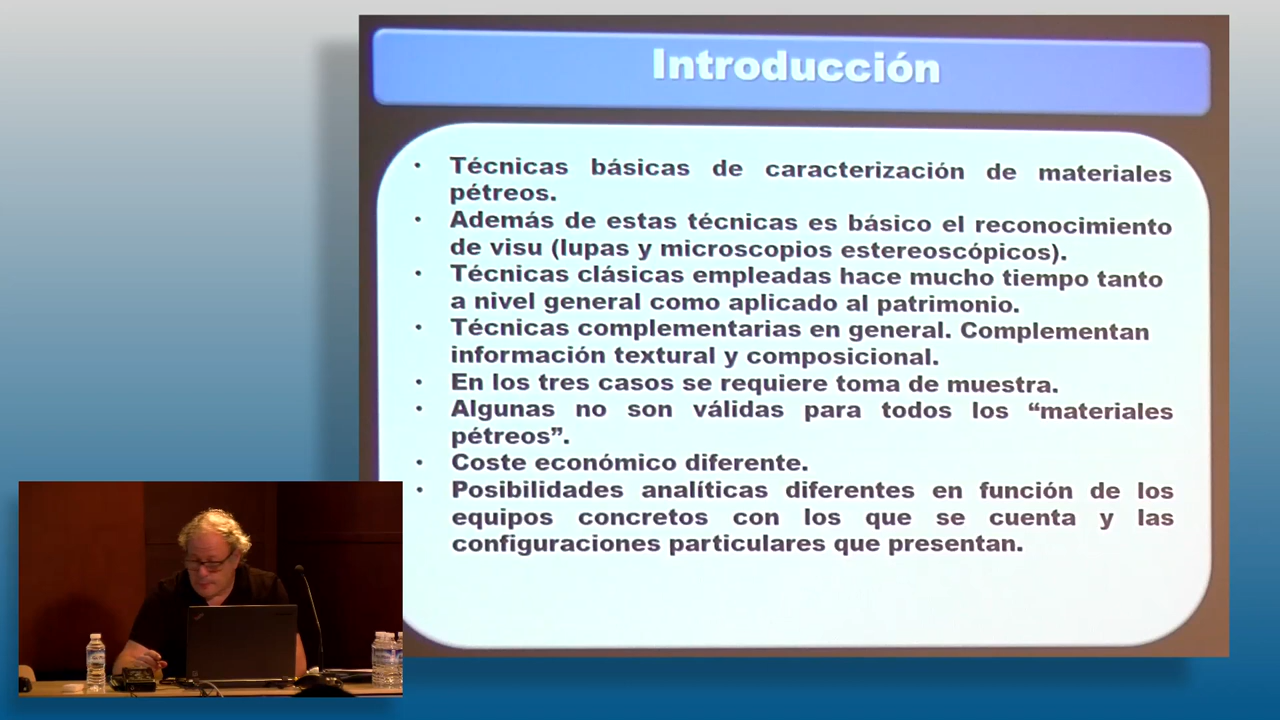 Introducción
• Técnicas básicas de caracterización de materiales
pétreos.
• Además de estas técnicas es básico el reconocimiento
de visu (lupas y microscopios estereoscópicos).
• Técnicas clásicas empleadas hace mucho tiempo tanto
a nivel general como aplicado al patrimonio.
• Técnicas complementarias en general. Complementan
información textural y composicional.
• En los tres casos se requiere toma de muestra.
• Algunas no son válidas para todos los “materiales
pétreos”.
• Coste económico diferente.
• Posibilidades analíticas diferentes en función de los
equipos concretos con los que se cuenta y las
configuraciones particulares que presentan.